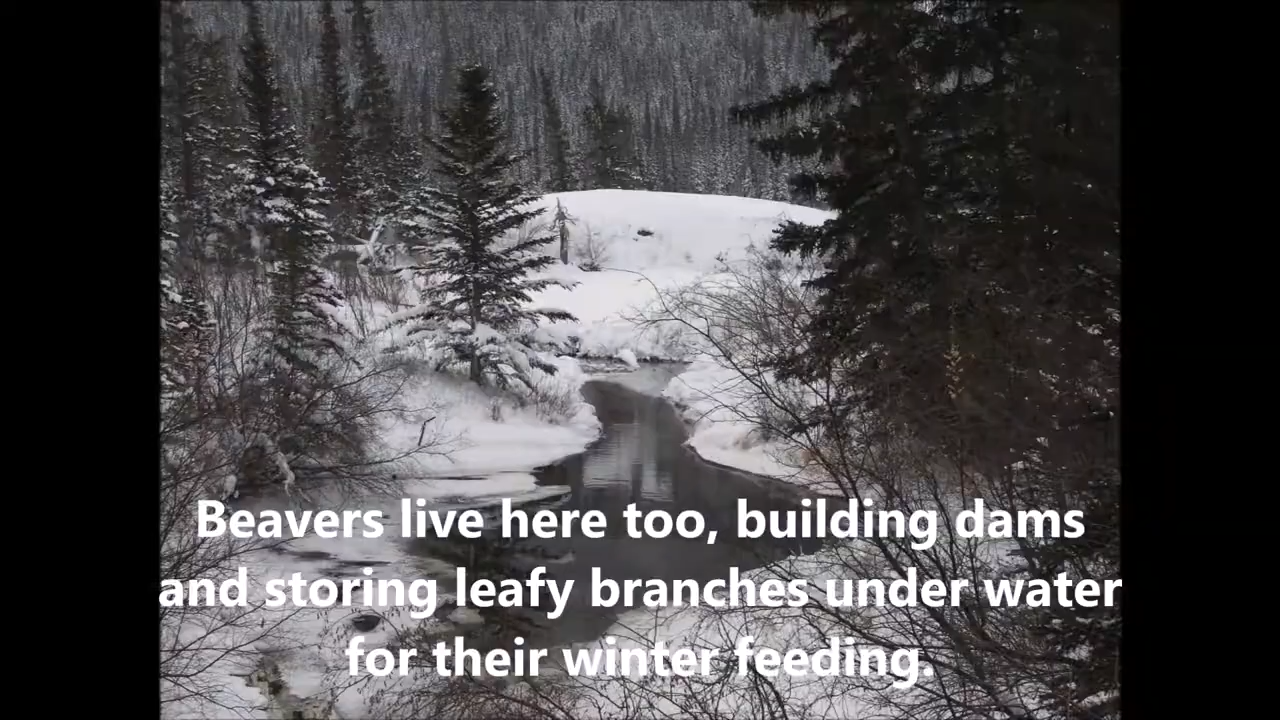 Beavers live here too, building dams
and storing leafy branches under water
for their winter feeding.